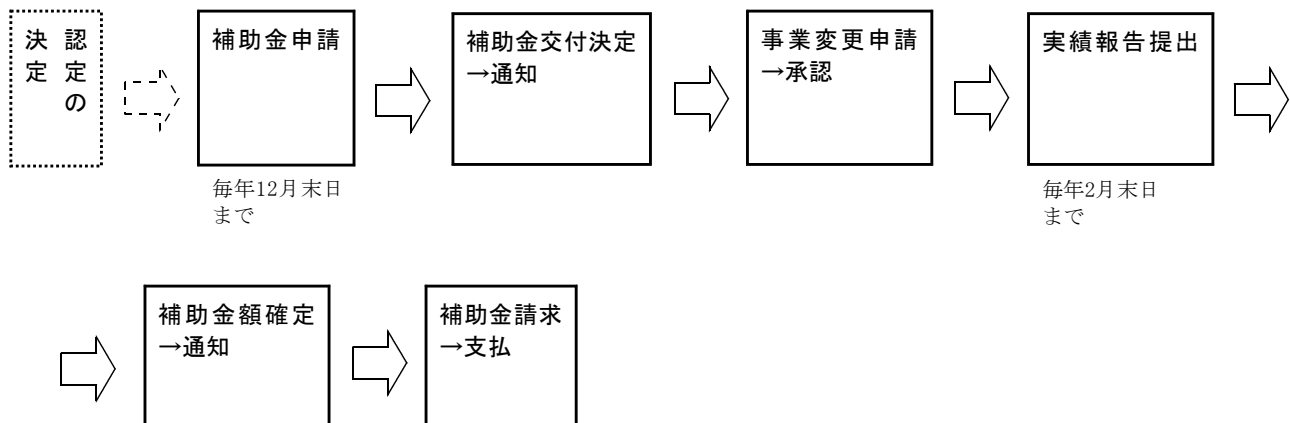 認定の
決定
補助金申請
毎年12月末日
まで
補助金交付決定
→通知
事業変更申請
→承認
実績報告提出
毎年2月末日
まで
補助金額確定
→通知
補助金請求
→支払